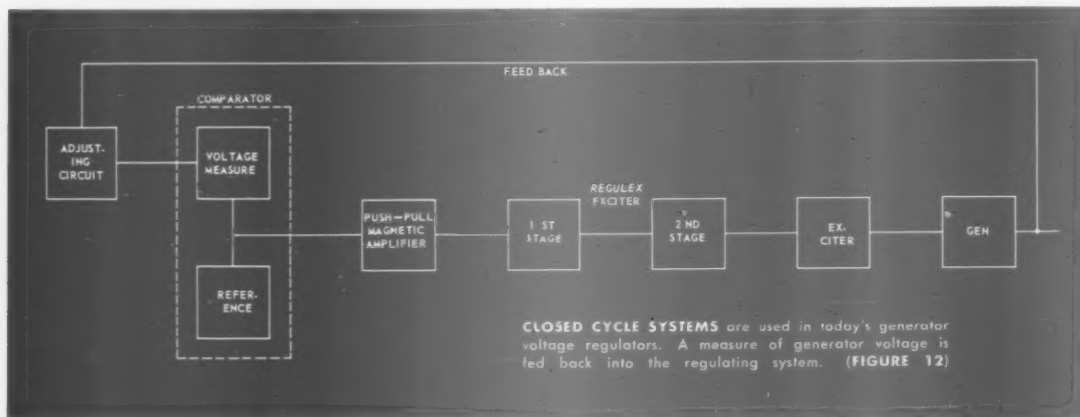 FEED BACK
COMPARATOR
ADJUST-
ING
CIRCUIT
VOLTAGE
MEASURE
REFER-
ENCE
PUSH-PULL
MAGNETIC
AMPLIFIER
1 ST
STAGE
REGULEX
EXCITER
2 ND
STAGE
EX-
CITER
GEN
CLOSED CYCLE SYSTEMS are used in today's generator
voltage regulators. A measure of generator voltage is
fed back into the regulating system. (FIGURE 12)